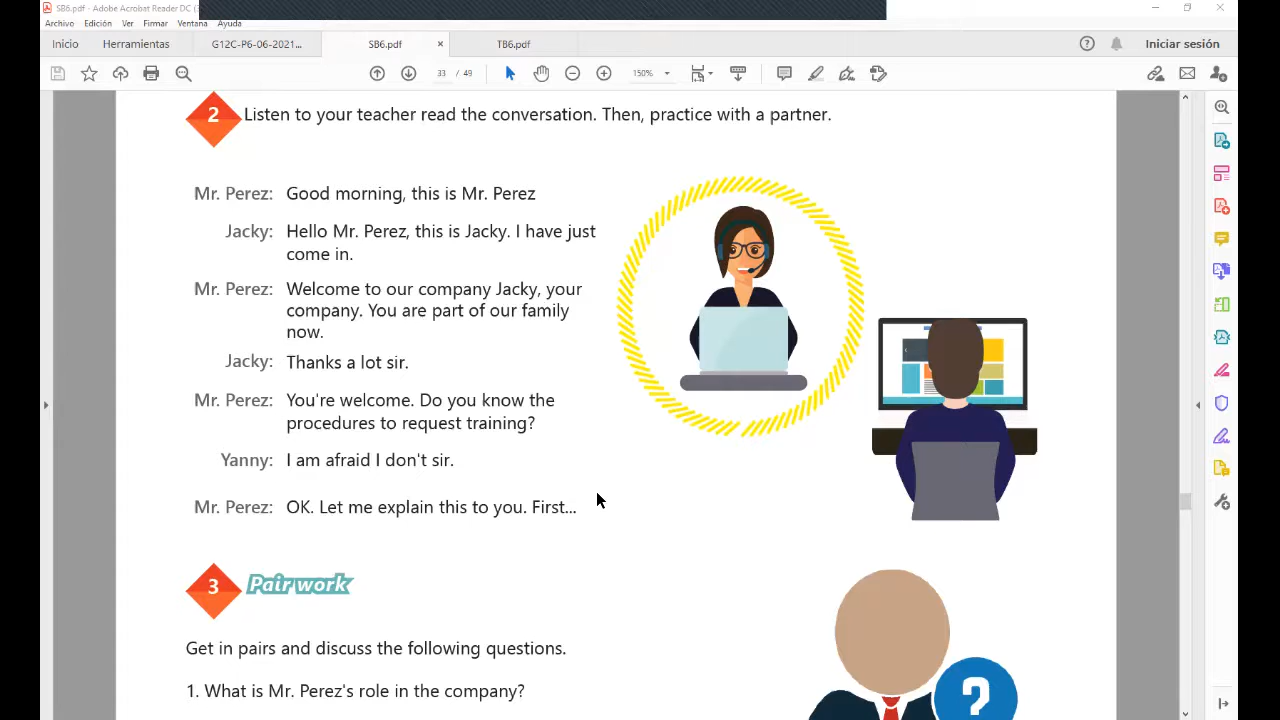 SB6.pdf - Adobe Acrobat Reader DC
Archivo Edición Ver Firmar Ventana Ayuda
Inicio Herramientas G12C-P6-06-2021... SB6.pdf × TB6.pdf Iniciar sesión
33 / 49 150%
2 Listen to your teacher read the conversation. Then, practice with a partner.
Mr. Perez: Good morning, this is Mr. Perez
Jacky: Hello Mr. Perez, this is Jacky. I have just
come in.
Mr. Perez: Welcome to our company Jacky, your
company. You are part of our family
now.
Jacky: Thanks a lot sir.
Mr. Perez: You're welcome. Do you know the
procedures to request training?
Yanny: I am afraid I don't sir.
Mr. Perez: OK. Let me explain this to you. First...
3 Pair work
Get in pairs and discuss the following questions.
1. What is Mr. Perez's role in the company?
?